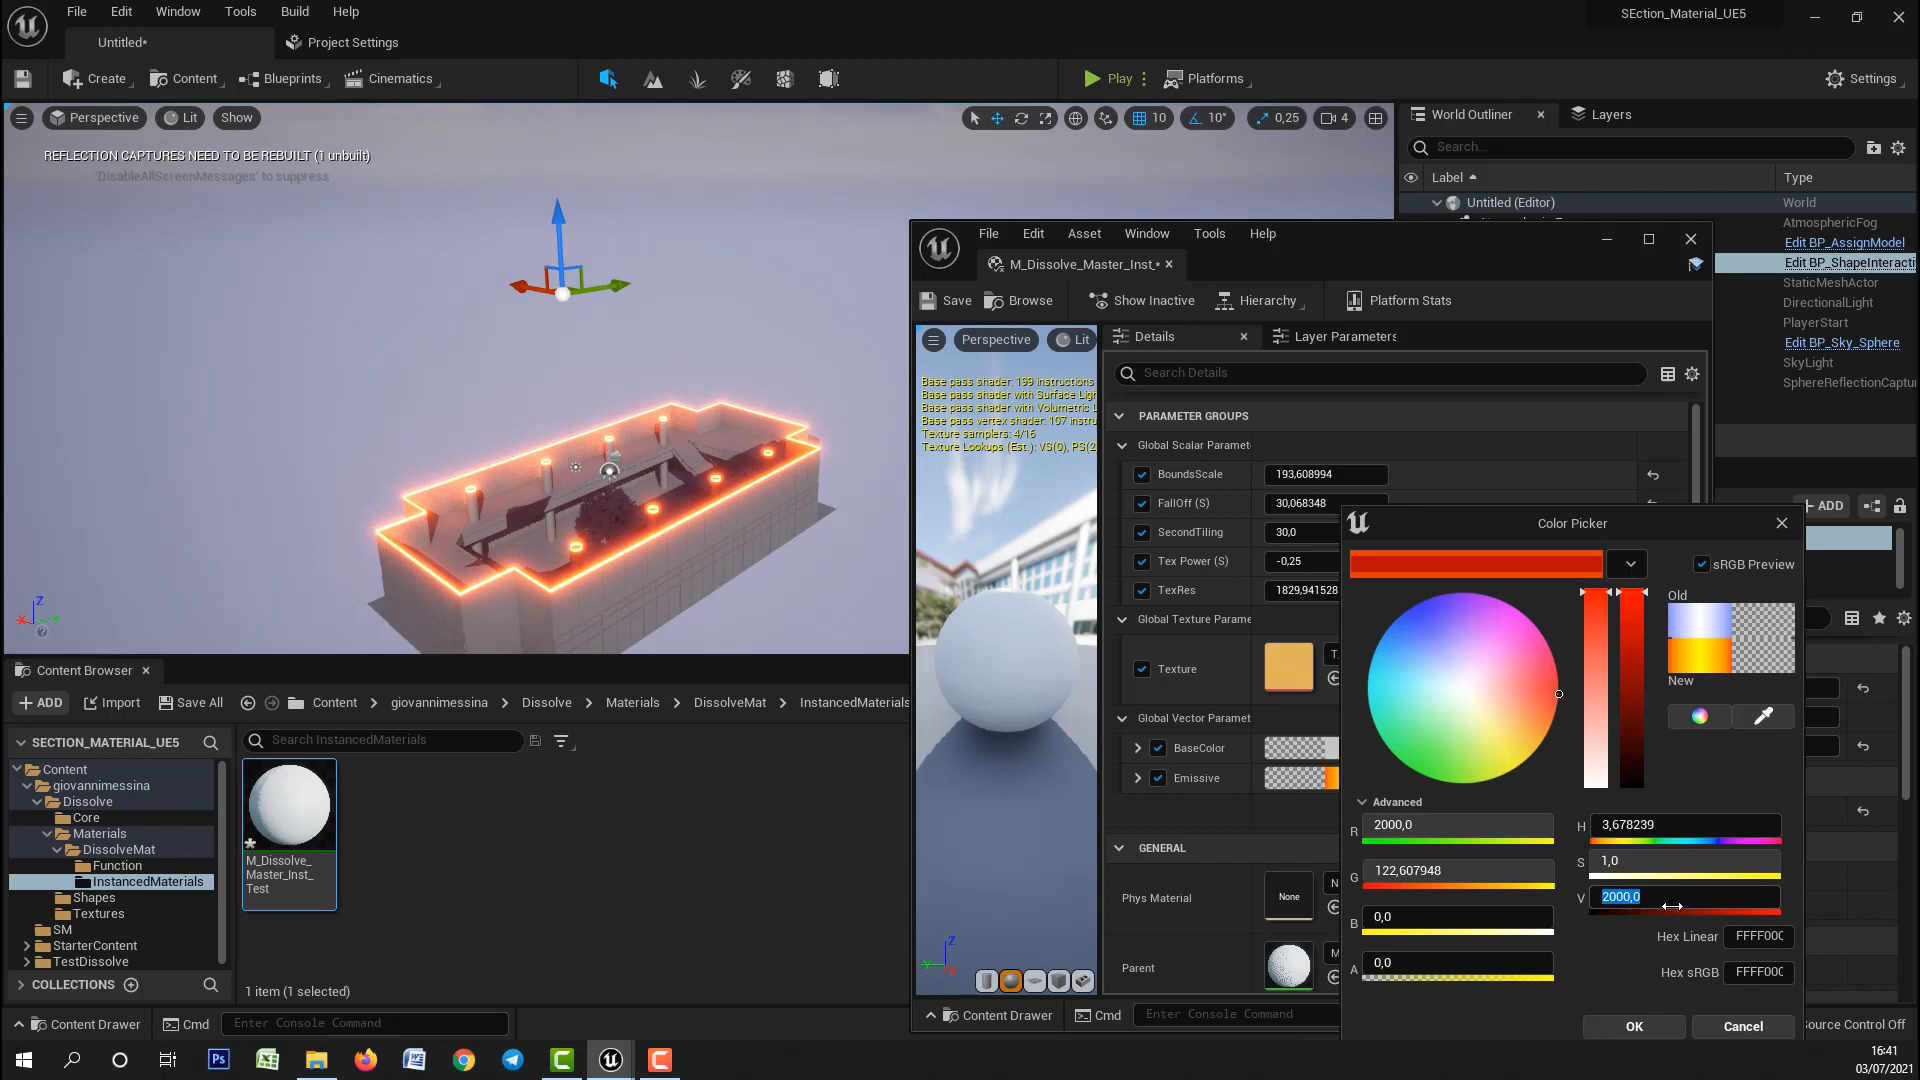 File Edit Window Tools Build Help
SEction_Material_UE5
Untitled*
Project Settings
Create
Content
Blueprints
Cinematics
Play
Platforms
Settings
Perspective
Lit
Show
10
10°
0,25
4
REFLECTION CAPTURES NEED TO BE REBUILT (1 unbuilt)
'DisableAllScreenMessages' to suppress
World Outliner
Layers
Search...
Label
Type
Untitled (Editor)
World
AtmosphericFog
Edit BP_AssignModel
Edit BP_ShapeInteracti
StaticMeshActor
DirectionalLight
PlayerStart
Edit BP_Sky_Sphere
SkyLight
SphereReflectionCaptu
ADD
File Edit Asset Window Tools Help
M_Dissolve_Master_Inst_*
Save
Browse
Show Inactive
Hierarchy
Platform Stats
Perspective
Lit
Base pass shader: 199 instructions
Base pass shader with Surface Ligh
Base pass shader with Volumetric L
Base pass vertex shader: 107 instru
Texture samplers: 4/16
Texture Lookups (Est.): VS(0), PS(2
Details
Layer Parameters
Search Details
PARAMETER GROUPS
Global Scalar Paramet
BoundsScale
193,608994
FallOff (S)
30,068348
SecondTiling
30,0
Tex Power (S)
-0,25
TexRes
1829,941528
Global Texture Parame
Texture
T_
Global Vector Paramet
BaseColor
Emissive
GENERAL
Phys Material
None
N
Parent
M
Content Drawer
Cmd
Enter Console Command
Color Picker
sRGB Preview
Old
New
Advanced
R
2000,0
G
122,607948
B
0,0
A
0,0
H
3,678239
S
1,0
V
2000,0
Hex Linear
FFFF00C
Hex sRGB
FFFF00C
OK
Cancel
Source Control Off
Content Browser
ADD
Import
Save All
Content
giovannimessina
Dissolve
Materials
DissolveMat
InstancedMaterials
SECTION_MATERIAL_UE5
Search InstancedMaterials
Content
giovannimessina
Dissolve
Core
Materials
DissolveMat
Function
InstancedMaterials
Shapes
Textures
SM
StarterContent
TestDissolve
M_Dissolve_
Master_Inst_
Test
COLLECTIONS
1 item (1 selected)
Content Drawer
Cmd
Enter Console Command
X
Z
Y
Z
Y
Ps
16:41
03/07/2021